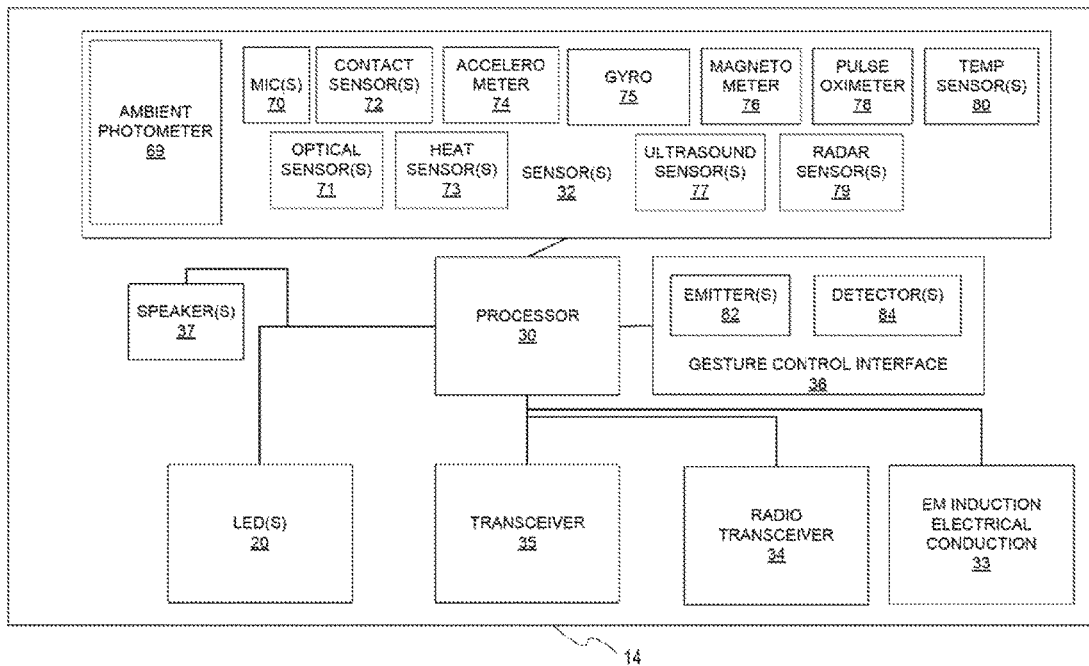 AMBIENT
PHOTOMETER
69
MIC(S)
70
CONTACT
SENSOR(S)
72
ACCELERO
METER
74
GYRO
75
MAGNETO
METER
76
PULSE
OXIMETER
78
TEMP
SENSOR(S)
80
OPTICAL
SENSOR(S)
71
HEAT
SENSOR(S)
73
SENSOR(S)
32
ULTRASOUND
SENSOR(S)
77
RADAR
SENSOR(S)
79
SPEAKER(S)
37
PROCESSOR
30
EMITTER(S)
82
DETECTOR(S)
84
GESTURE CONTROL INTERFACE
36
LED(S)
20
TRANSCEIVER
35
RADIO
TRANSCEIVER
34
EM INDUCTION
ELECTRICAL
CONDUCTION
33
14